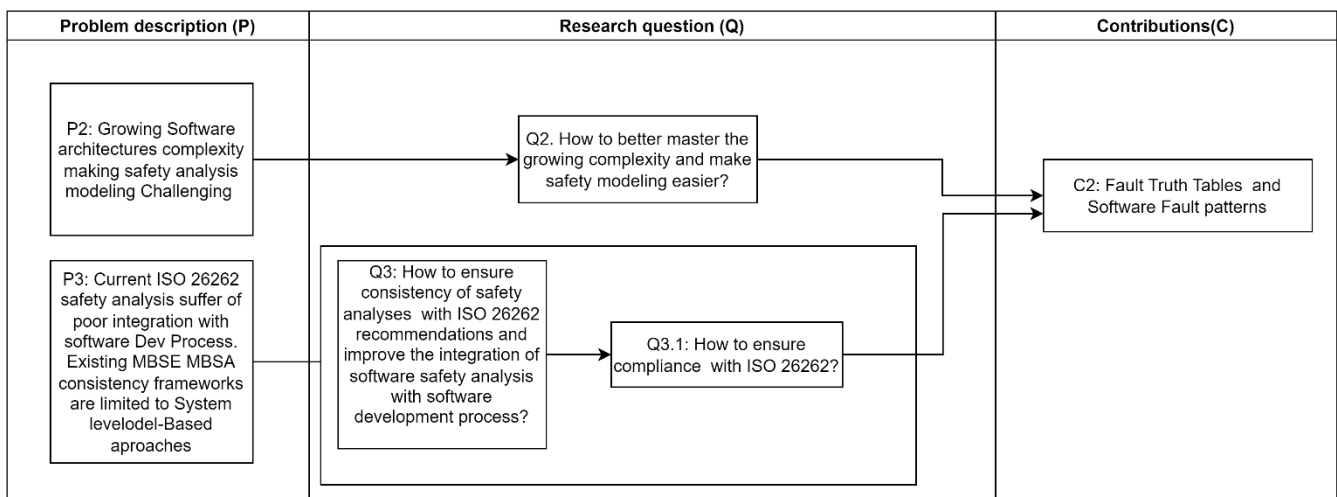 Problem description (P)
Research question (Q)
Contributions(C)
P2: Growing Software
architectures complexity
making safety analysis
modeling Challenging
Q2. How to better master the
growing complexity and make
safety modeling easier?
C2: Fault Truth Tables and
Software Fault patterns
P3: Current ISO 26262
safety analysis suffer of
poor integration with
software Dev Process.
Existing MBSE MBSA
consistency frameworks
are limited to System
levelodel-Based
aproaches
Q3: How to ensure
consistency of safety
analyses with ISO 26262
recommendations and
improve the integration of
software safety analysis
with software
development process?
Q3.1: How to ensure
compliance with ISO 26262?